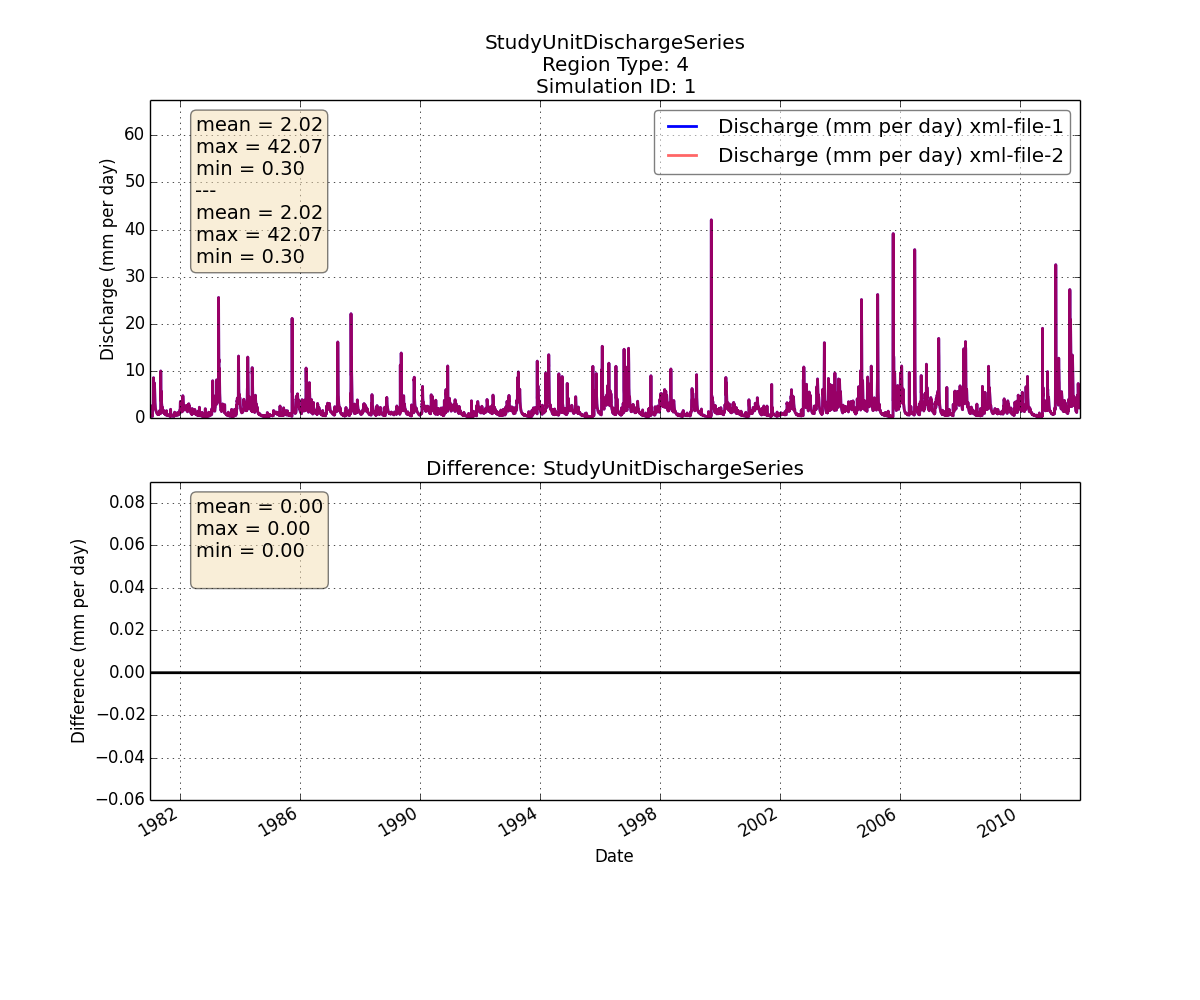 StudyUnitDischargeSeries
Region Type: 4
Simulation ID: 1
mean = 2.02
max = 42.07
min = 0.30
---
mean = 2.02
max = 42.07
min = 0.30
Discharge (mm per day) xml-file-1
Discharge (mm per day) xml-file-2
Discharge (mm per day)
60
50
40
30
20
10
0
Difference: StudyUnitDischargeSeries
mean = 0.00
max = 0.00
min = 0.00
Difference (mm per day)
0.08
0.06
0.04
0.02
0.00
−0.02
−0.04
−0.06
1982 1986 1990 1994 1998 2002 2006 2010
Date